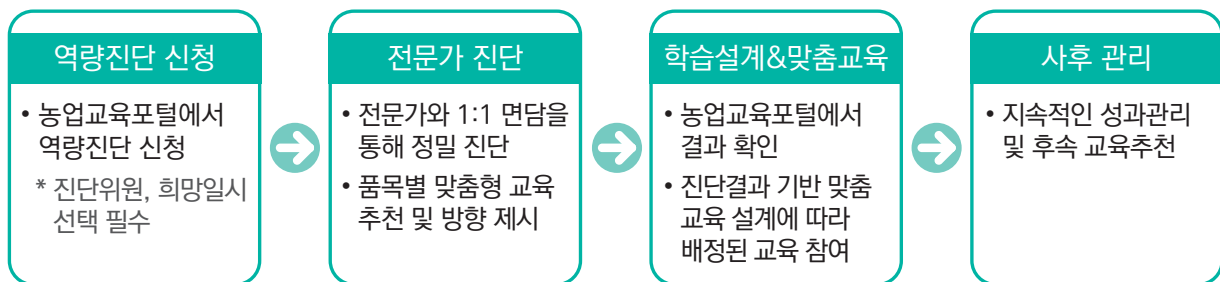 역량진단 신청
• 농업교육포털에서
역량진단 신청
* 진단위원, 희망일시
선택 필수
전문가 진단
• 전문가와 1:1 면담을
통해 정밀 진단
• 품목별 맞춤형 교육
추천 및 방향 제시
학습설계&맞춤교육
• 농업교육포털에서
결과 확인
• 진단결과 기반 맞춤
교육 설계에 따라
배정된 교육 참여
사후 관리
• 지속적인 성과관리
및 후속 교육추천